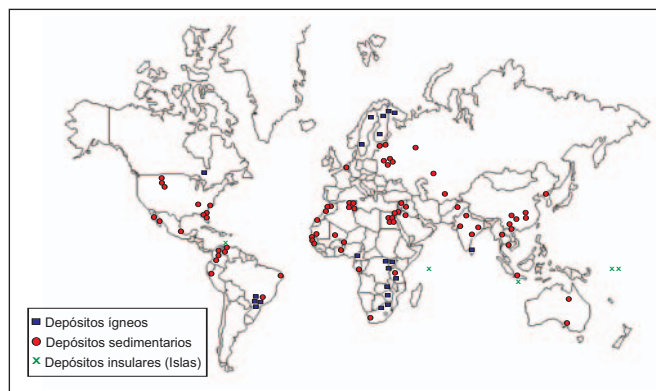 Depósitos ígneos
Depósitos sedimentarios
Depósitos insulares (Islas)